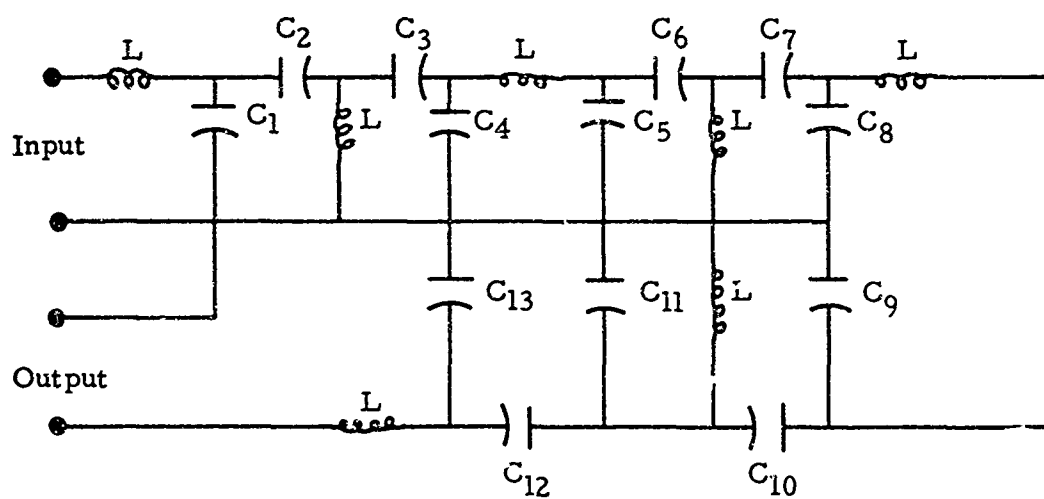 L C2 C3 L C6 C7 L
C1 L C4 C5 L C8
Input
C13 C11 L C9
Output
L
C12 C10